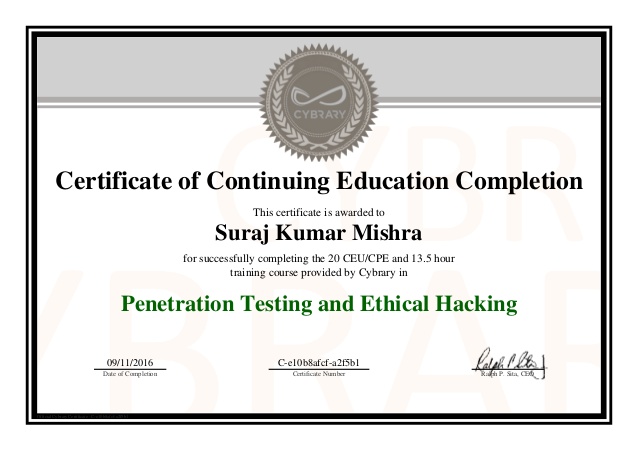 CYBRARY
Certificate of Continuing Education Completion
This certificate is awarded to
Suraj Kumar Mishra
for successfully completing the 20 CEU/CPE and 13.5 hour
training course provided by Cybrary in
Penetration Testing and Ethical Hacking
09/11/2016
Date of Completion
C-e10b8afcf-a2f5b1
Certificate Number
Ralph P. Sita, CEO